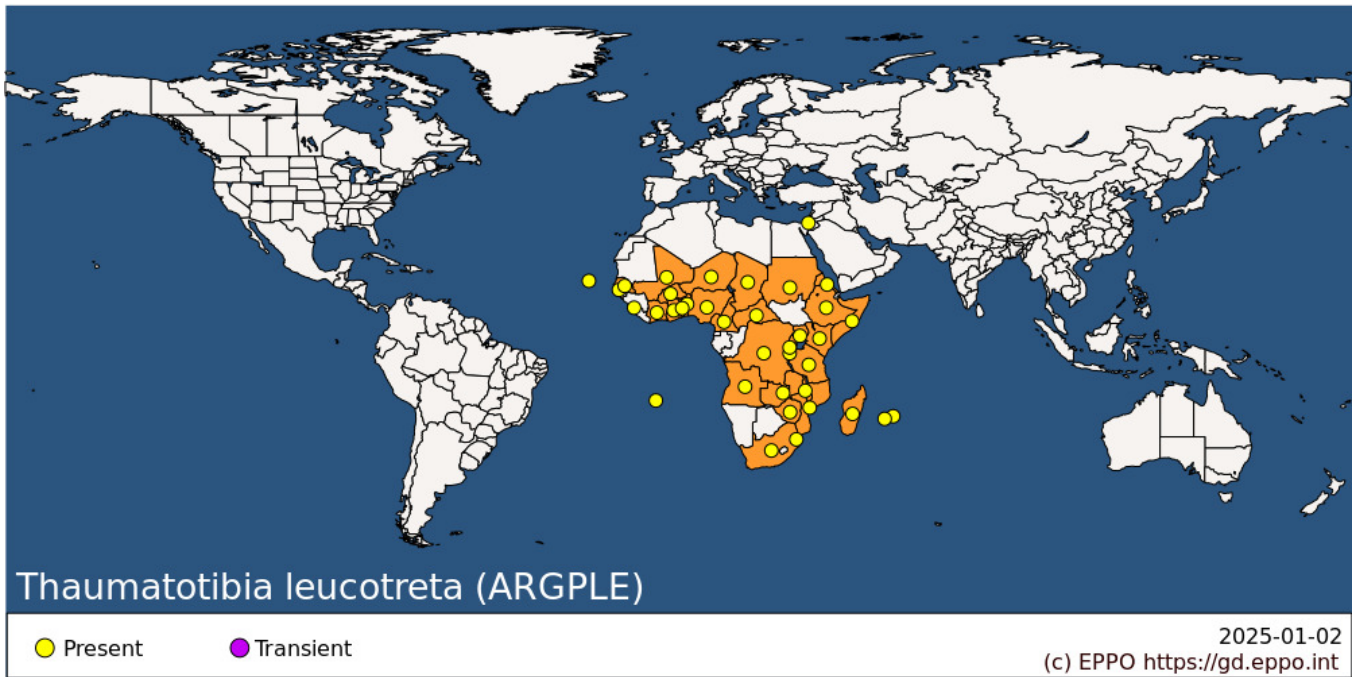 Thaumatotibia leucotreta (ARGPLE)
Present
Transient
2025-01-02
(c) EPPO https://gd.eppo.int